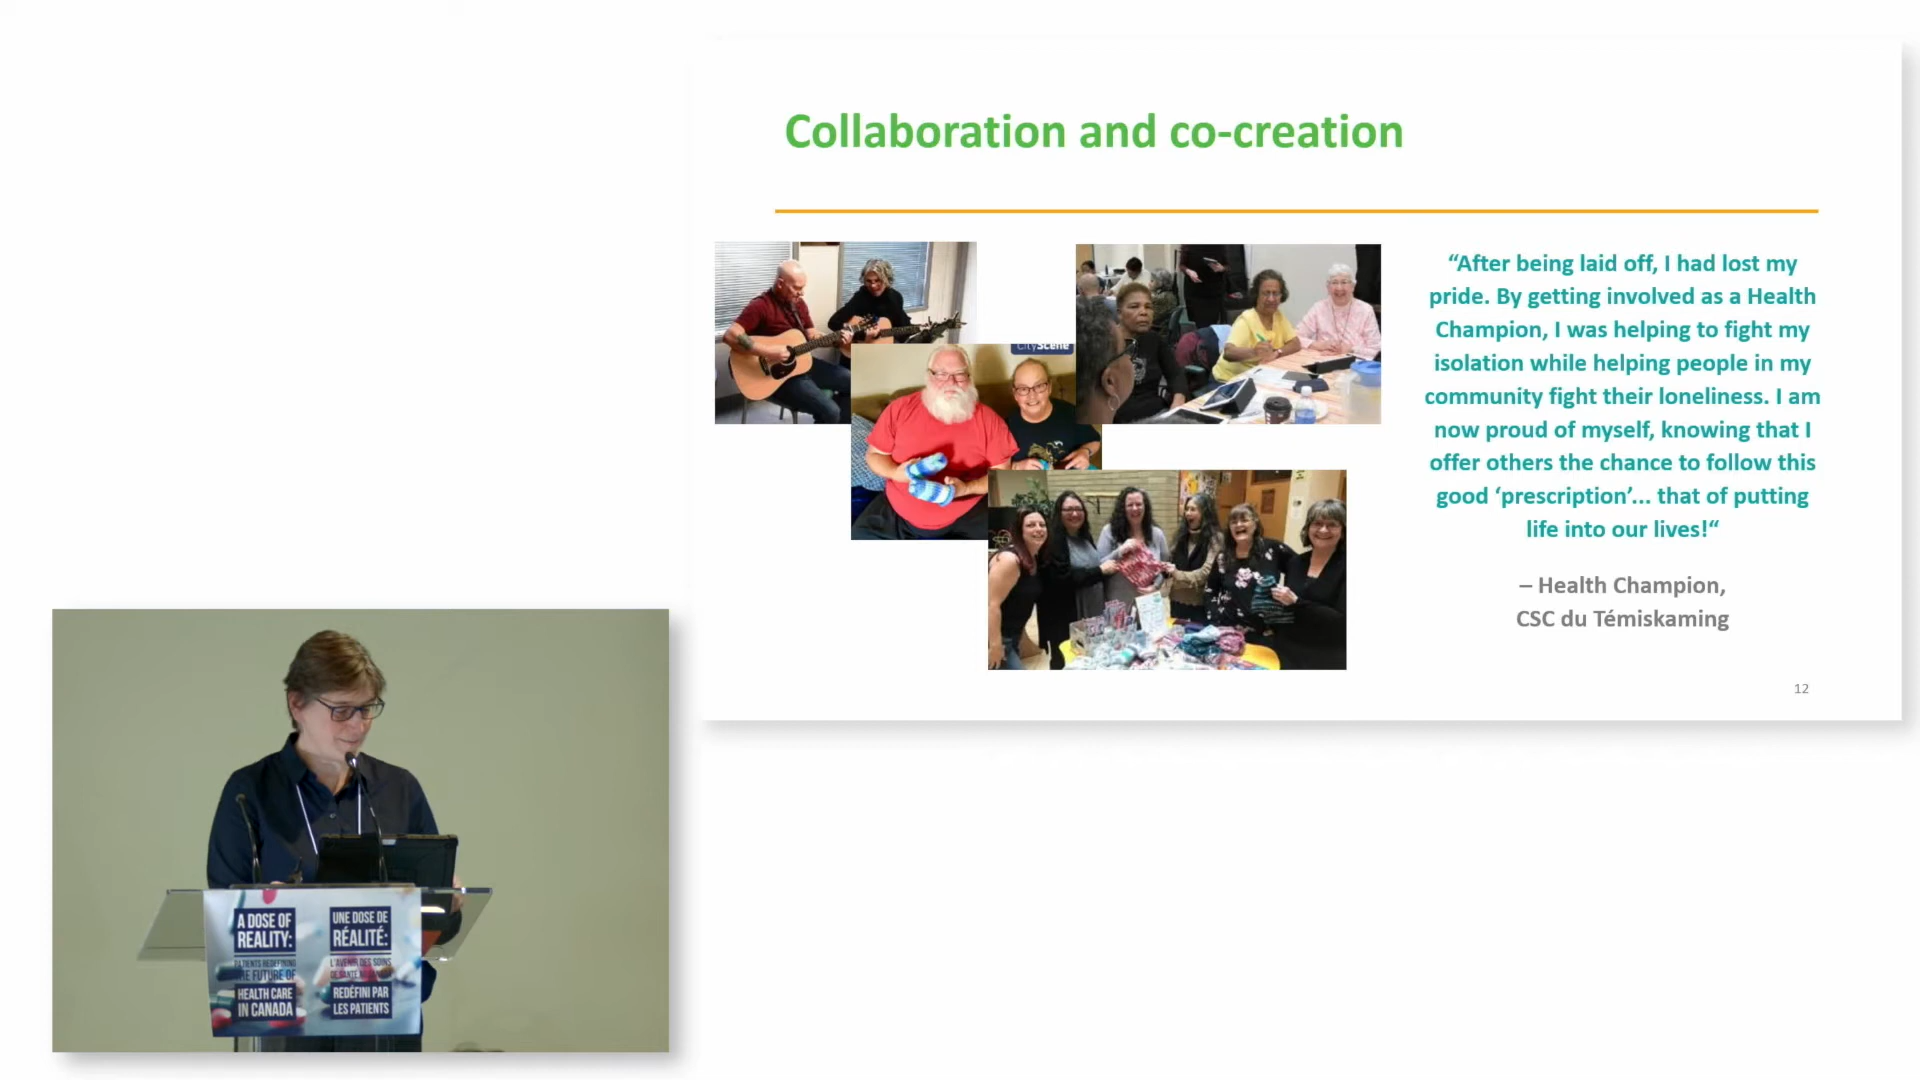 Collaboration and co-creation
CityScene
“After being laid off, I had lost my
pride. By getting involved as a Health
Champion, I was helping to fight my
isolation while helping people in my
community fight their loneliness. I am
now proud of myself, knowing that I
offer others the chance to follow this
good ‘prescription’... that of putting
life into our lives!“
– Health Champion,
CSC du Témiskaming
12
A DOSE OF
REALITY:
PATIENTS REDEFINING
THE FUTURE OF
HEALTH CARE
IN CANADA
UNE DOSE DE
RÉALITÉ:
L'AVENIR DES SOINS
DE SANTÉ AU CANADA
REDÉFINI PAR
LES PATIENTS